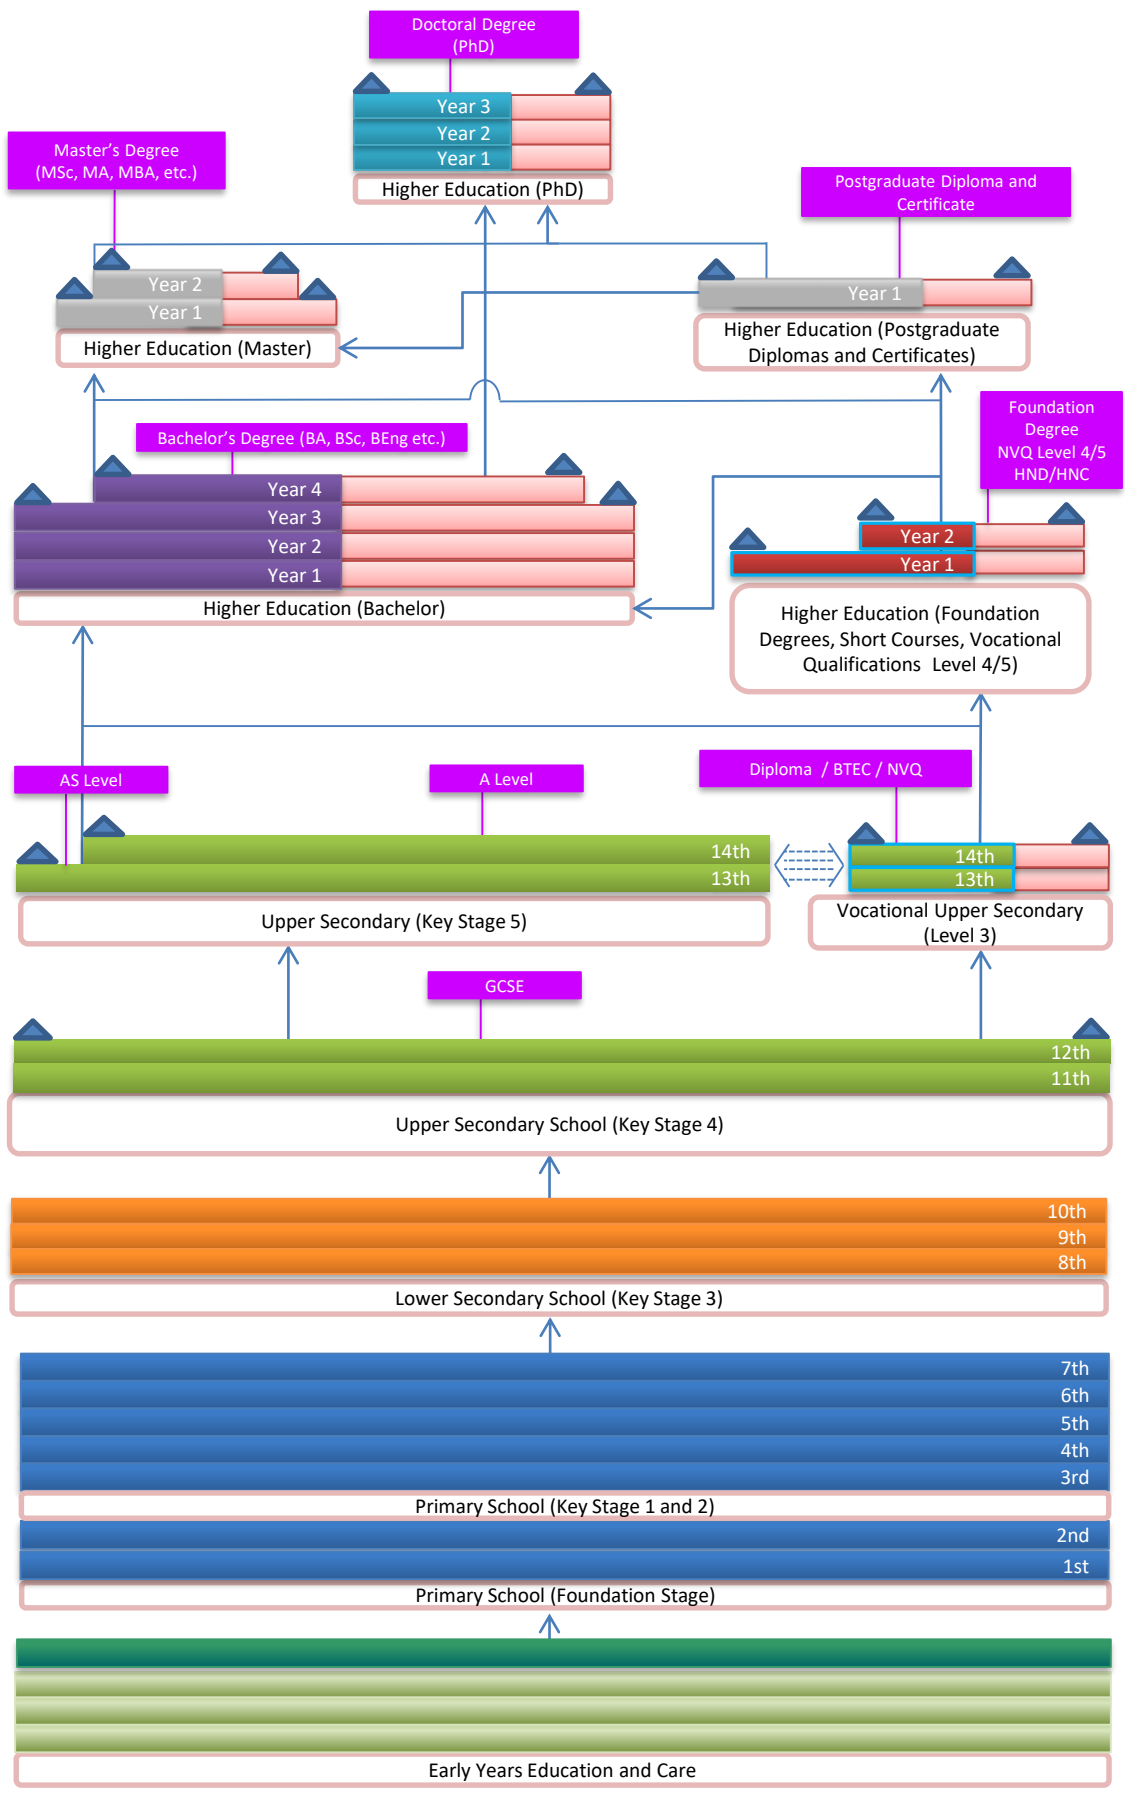 Doctoral Degree
(PhD)
Year 3
Year 2
Year 1
Higher Education (PhD)
Master's Degree
(MSc, MA, MBA, etc.)
Year 2
Year 1
Higher Education (Master)
Postgraduate Diploma and
Certificate
Year 1
Higher Education (Postgraduate
Diplomas and Certificates)
Bachelor's Degree (BA, BSc, BEng etc.)
Year 4
Year 3
Year 2
Year 1
Higher Education (Bachelor)
Foundation
Degree
NVQ Level 4/5
HND/HNC
Year 2
Year 1
Higher Education (Foundation
Degrees, Short Courses, Vocational
Qualifications Level 4/5)
AS Level
A Level
14th
13th
Upper Secondary (Key Stage 5)
Diploma / BTEC / NVQ
14th
13th
Vocational Upper Secondary
(Level 3)
GCSE
12th
11th
Upper Secondary School (Key Stage 4)
10th
9th
8th
Lower Secondary School (Key Stage 3)
7th
6th
5th
4th
3rd
Primary School (Key Stage 1 and 2)
2nd
1st
Primary School (Foundation Stage)
Early Years Education and Care